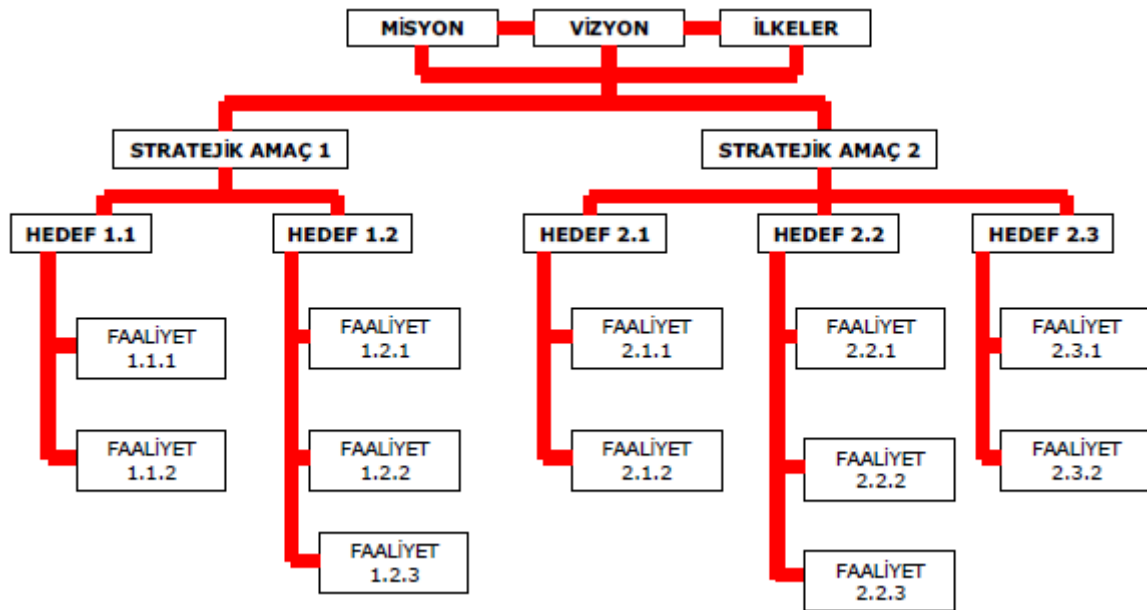 MİSYON
VİZYON
İLKELER
STRATEJİK AMAÇ 1
STRATEJİK AMAÇ 2
HEDEF 1.1
HEDEF 1.2
HEDEF 2.1
HEDEF 2.2
HEDEF 2.3
FAALİYET
1.1.1
FAALİYET
1.2.1
FAALİYET
2.1.1
FAALİYET
2.2.1
FAALİYET
2.3.1
FAALİYET
1.1.2
FAALİYET
1.2.2
FAALİYET
2.1.2
FAALİYET
2.2.2
FAALİYET
2.3.2
FAALİYET
1.2.3
FAALİYET
2.2.3